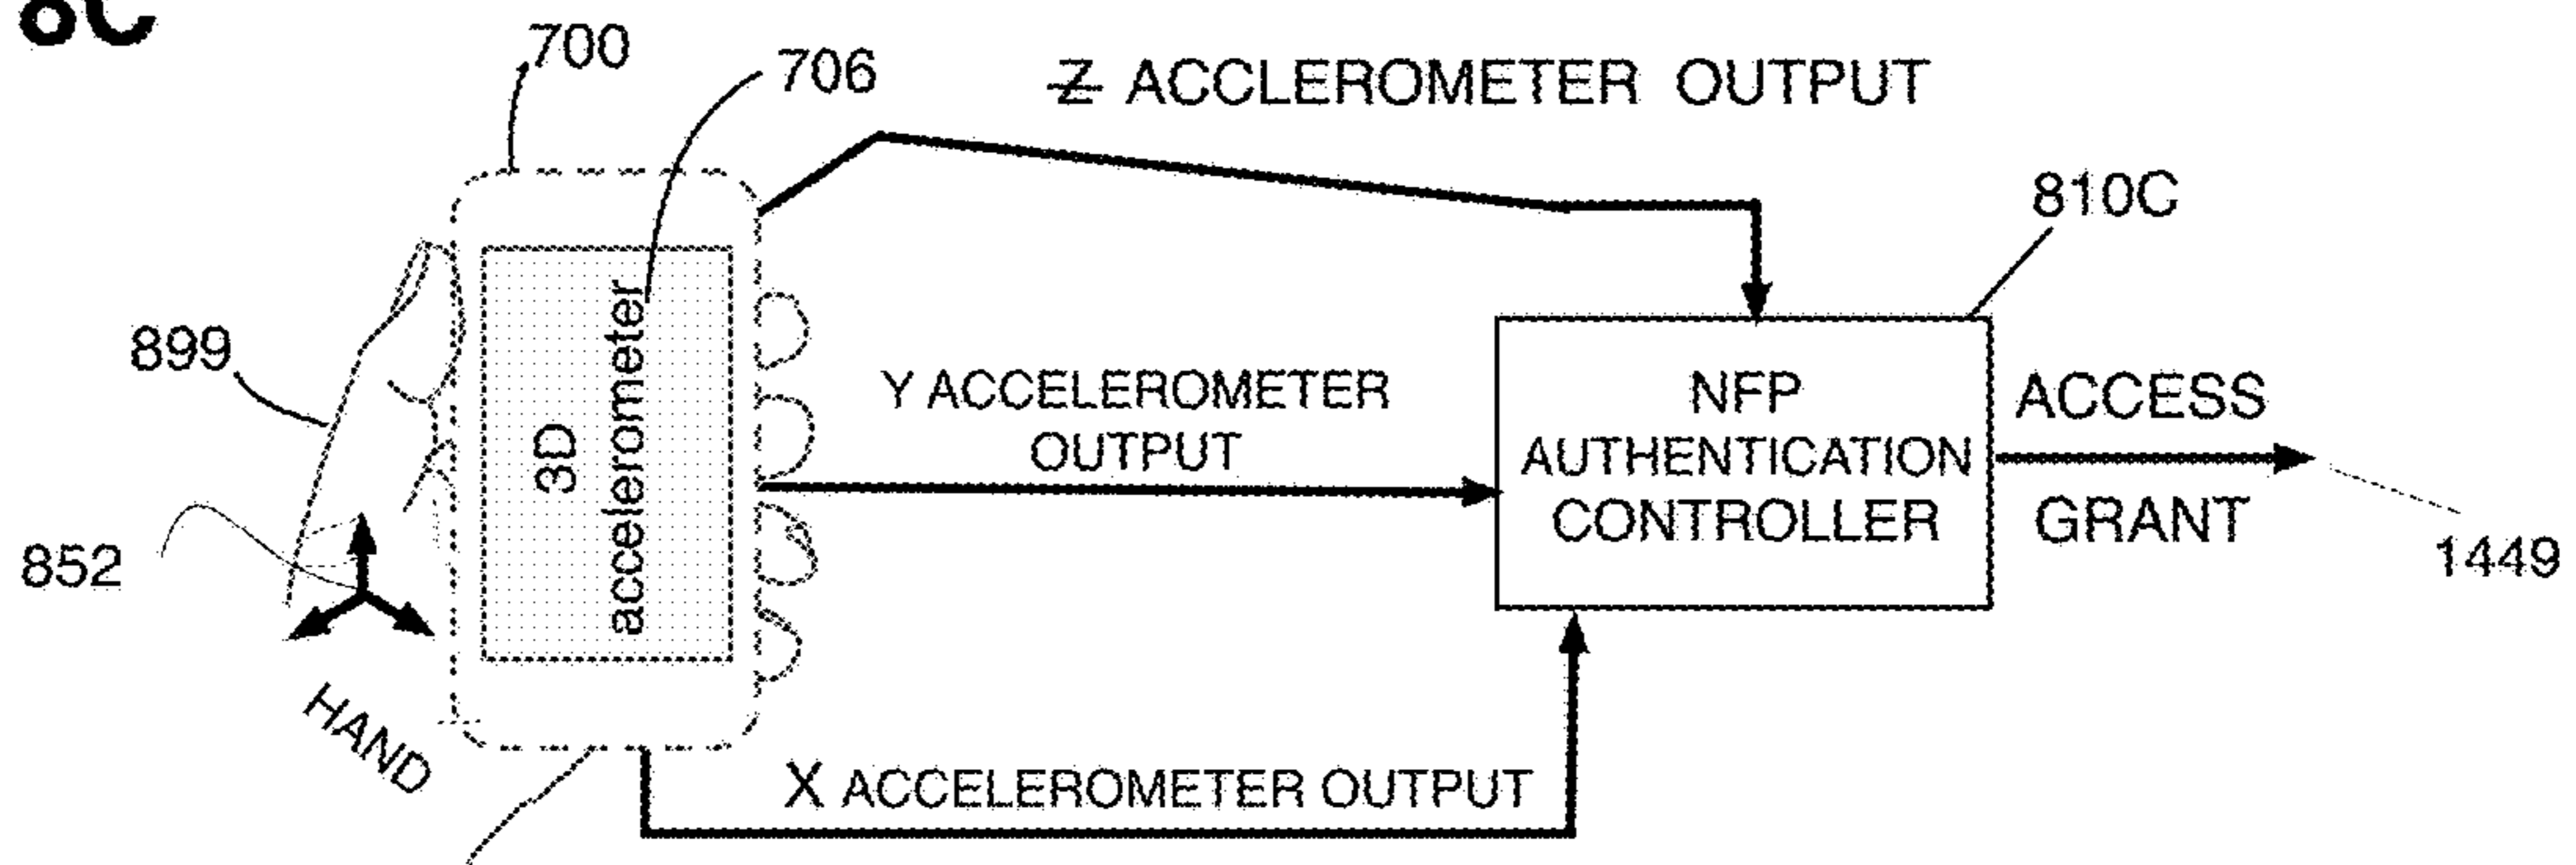 8C
700
706
Z ACCLEROMETER OUTPUT
810C
899
3D
accelerometer
Y ACCELEROMETER
OUTPUT
NFP
AUTHENTICATION
CONTROLLER
ACCESS
GRANT
852
1449
HAND
X ACCELEROMETER OUTPUT